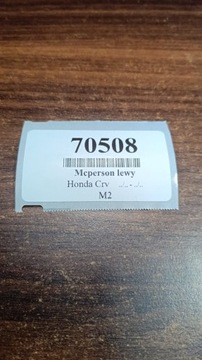 70508
Mcperson lewy
Honda Crv ../.. - ../..
M2